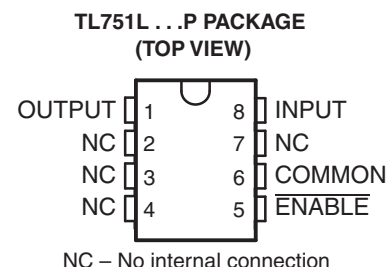 TL751L . . .P PACKAGE
(TOP VIEW)
OUTPUT 1 8 INPUT
NC 2 7 NC
NC 3 6 COMMON
NC 4 5 E̅N̅A̅B̅L̅E̅
NC – No internal connection